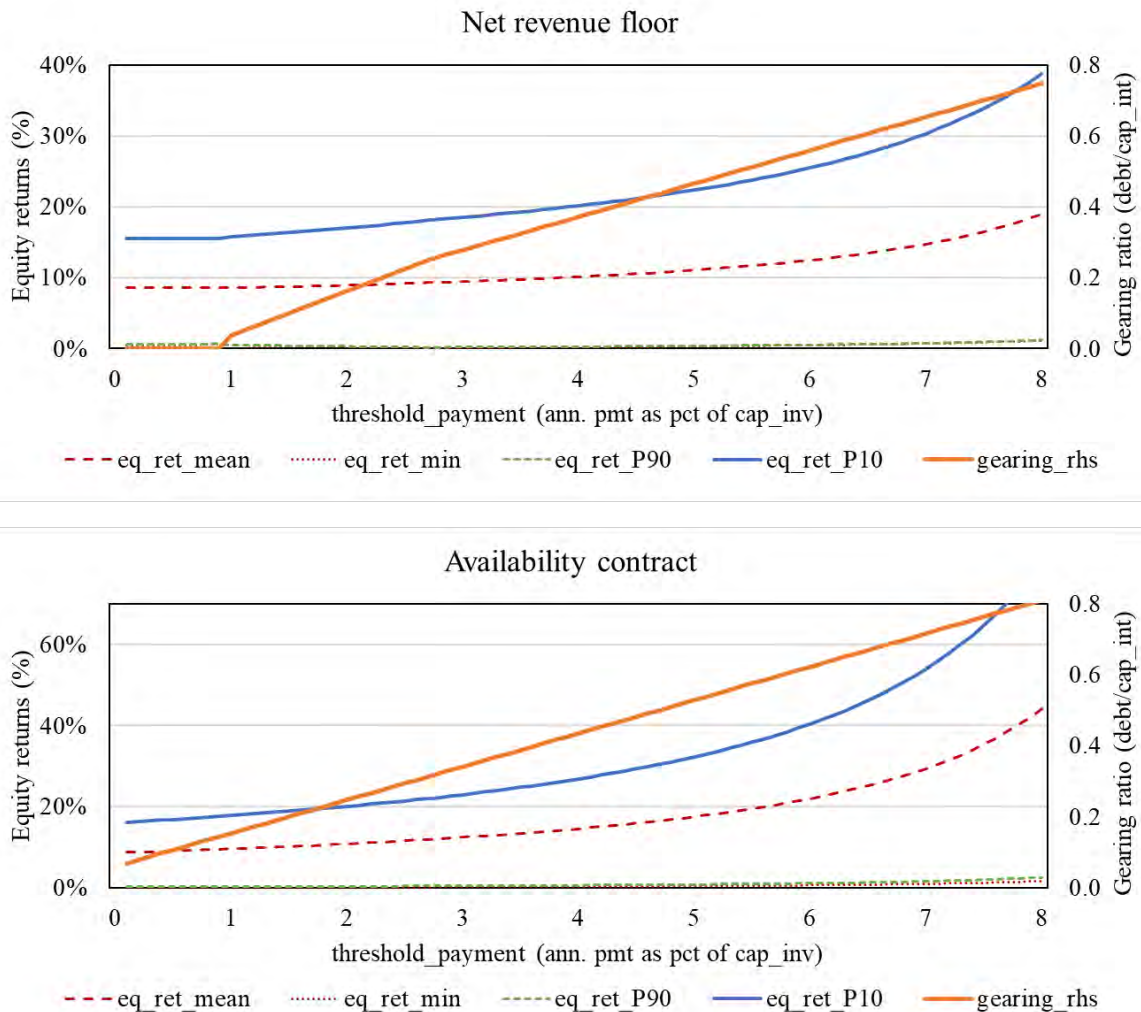 Net revenue floor
40%
30%
20%
10%
0%
Equity returns (%)
0.8
0.6
0.4
0.2
0.0
Gearing ratio (debt/cap_int)
0 1 2 3 4 5 6 7 8
threshold_payment (ann. pmt as pct of cap_inv)
eq_ret_mean eq_ret_min eq_ret_P90 eq_ret_P10 gearing_rhs
Availability contract
60%
40%
20%
0%
Equity returns (%)
0.8
0.6
0.4
0.2
0.0
Gearing ratio (debt/cap_int)
0 1 2 3 4 5 6 7 8
threshold_payment (ann. pmt as pct of cap_inv)
eq_ret_mean eq_ret_min eq_ret_P90 eq_ret_P10 gearing_rhs